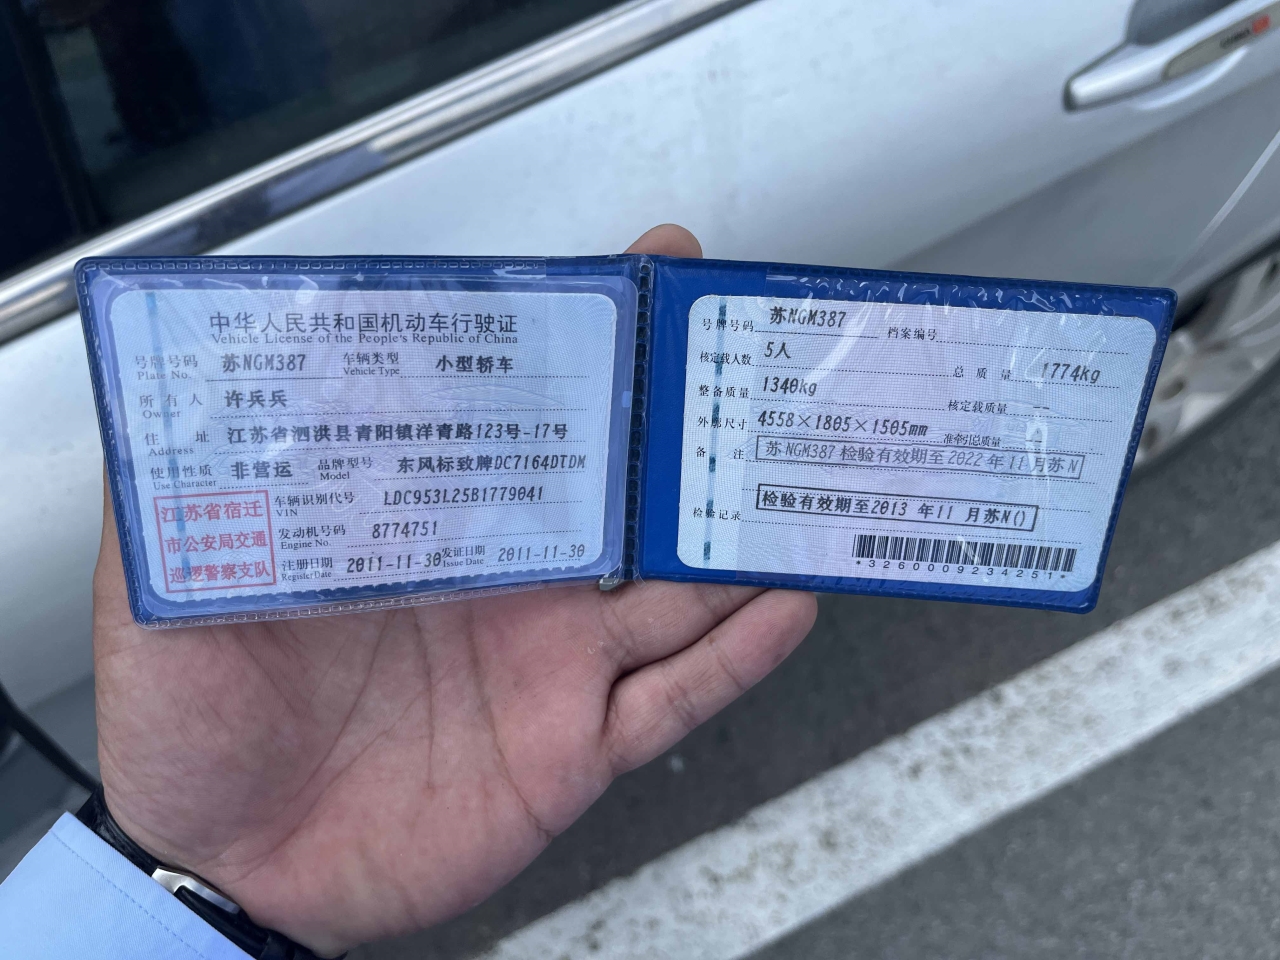 中华人民共和国机动车行驶证
Vehicle License of the People's Republic of China
号牌号码 苏NGM387 车辆类型 小型轿车
Plate No. Vehicle Type
所有人 许兵兵
Owner
住址 江苏省泗洪县青阳镇洋青路123号-17号
Address
使用性质 非营运 品牌型号 东风标致牌DC7164DTDM
Use Character Model
车辆识别代号 LDC953L25B1779041
VIN
发动机号码 8774751
Engine No.
注册日期 2011-11-30 发证日期 2011-11-30
Register Date Issue Date
江苏省宿迁
市公安局交通
巡逻警察支队
号牌号码 苏NGM387 档案编号
核定载人数 5人 总质量 1774kg
整备质量 1340kg 核定载质量 --
外廓尺寸 4558×1805×1505mm 准牵引总质量
备注 苏NGM387 检验有效期至2022年11月苏N
检验记录 检验有效期至2013 年11 月苏N()
*3260009234251*